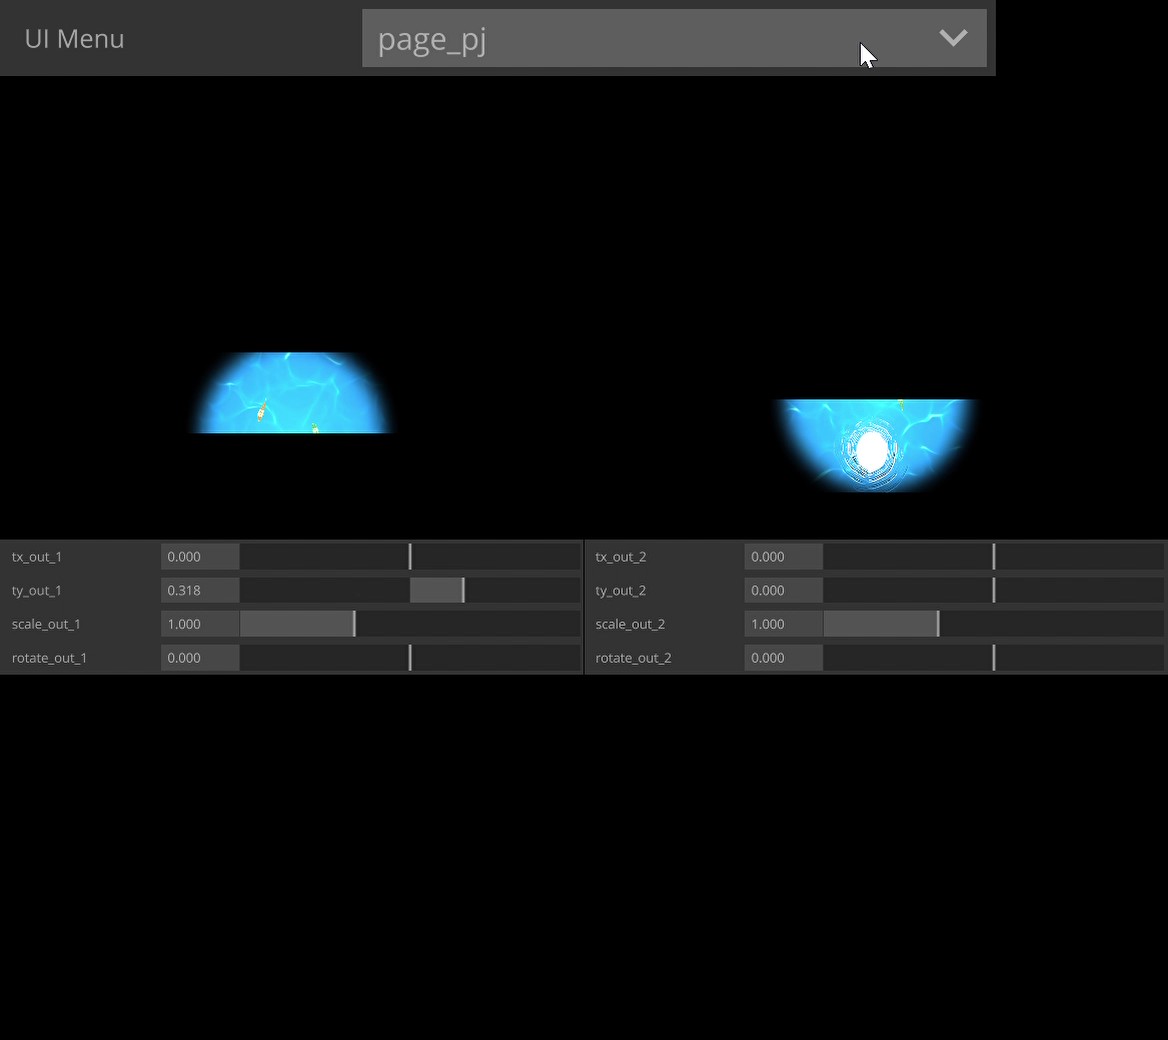 UI Menu page_pj
tx_out_1 0.000 tx_out_2 0.000
ty_out_1 0.318 ty_out_2 0.000
scale_out_1 1.000 scale_out_2 1.000
rotate_out_1 0.000 rotate_out_2 0.000